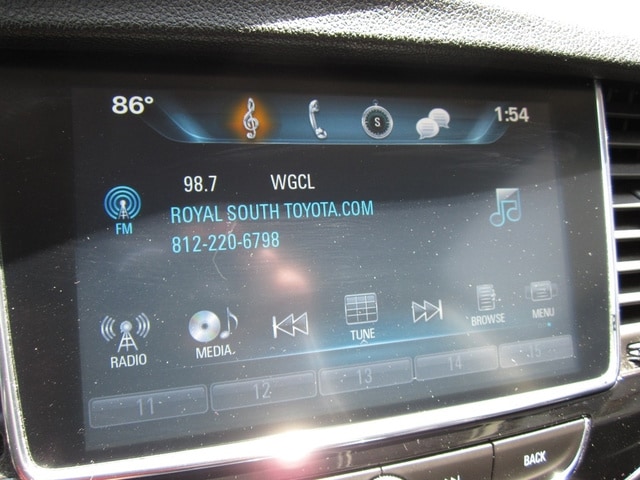 86° 1:54
S
98.7 WGCL
FM
ROYAL SOUTH TOYOTA.COM
812-220-6798
RADIO MEDIA TUNE BROWSE MENU
11 12 13 14 15
BACK